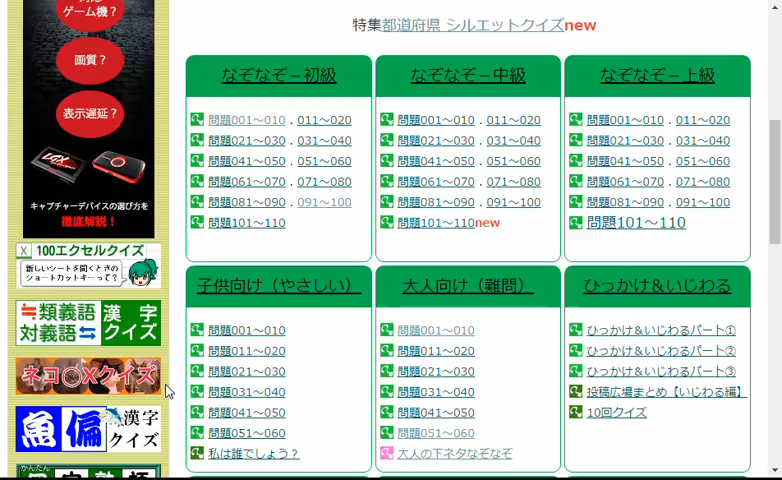 ゲーム機？
画質？
表示遅延？
キャプチャーデバイスの選び方を
徹底解説！
X 100エクセルクイズ
新しいシートを開くときの
ショートカットキーって？
≒類義語 漢字
対義語⇆ クイズ
ネコ○Xクイズ
魚偏 漢字
クイズ
かんたん
特集都道府県 シルエットクイズnew
なぞなぞ－初級
問題001～010．011～020
問題021～030．031～040
問題041～050．051～060
問題061～070．071～080
問題081～090．091～100
問題101～110
なぞなぞ－中級
問題001～010．011～020
問題021～030．031～040
問題041～050．051～060
問題061～070．071～080
問題081～090．091～100
問題101～110new
なぞなぞ－上級
問題001～010．011～020
問題021～030．031～040
問題041～050．051～060
問題061～070．071～080
問題081～090．091～100
問題101～110
子供向け（やさしい）
問題001～010
問題011～020
問題021～030
問題031～040
問題041～050
問題051～060
私は誰でしょう？
大人向け（難問）
問題001～010
問題011～020
問題021～030
問題031～040
問題041～050
問題051～060
大人の下ネタなぞなぞ
ひっかけ＆いじわる
ひっかけ＆いじわるパート①
ひっかけ＆いじわるパート②
ひっかけ＆いじわるパート③
投稿広場まとめ【いじわる編】
10回クイズ